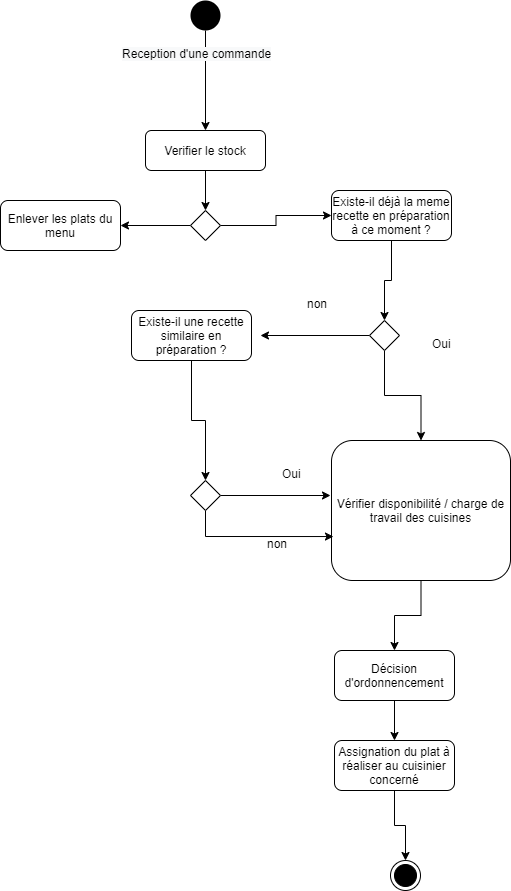 Reception d'une commande
Verifier le stock
Enlever les plats du
menu
Existe-il déjà la meme
recette en préparation
à ce moment ?
non
Oui
Existe-il une recette
similaire en
préparation ?
Oui
non
Vérifier disponibilité / charge de
travail des cuisines
Décision
d'ordonnencement
Assignation du plat à
réaliser au cuisinier
concerné